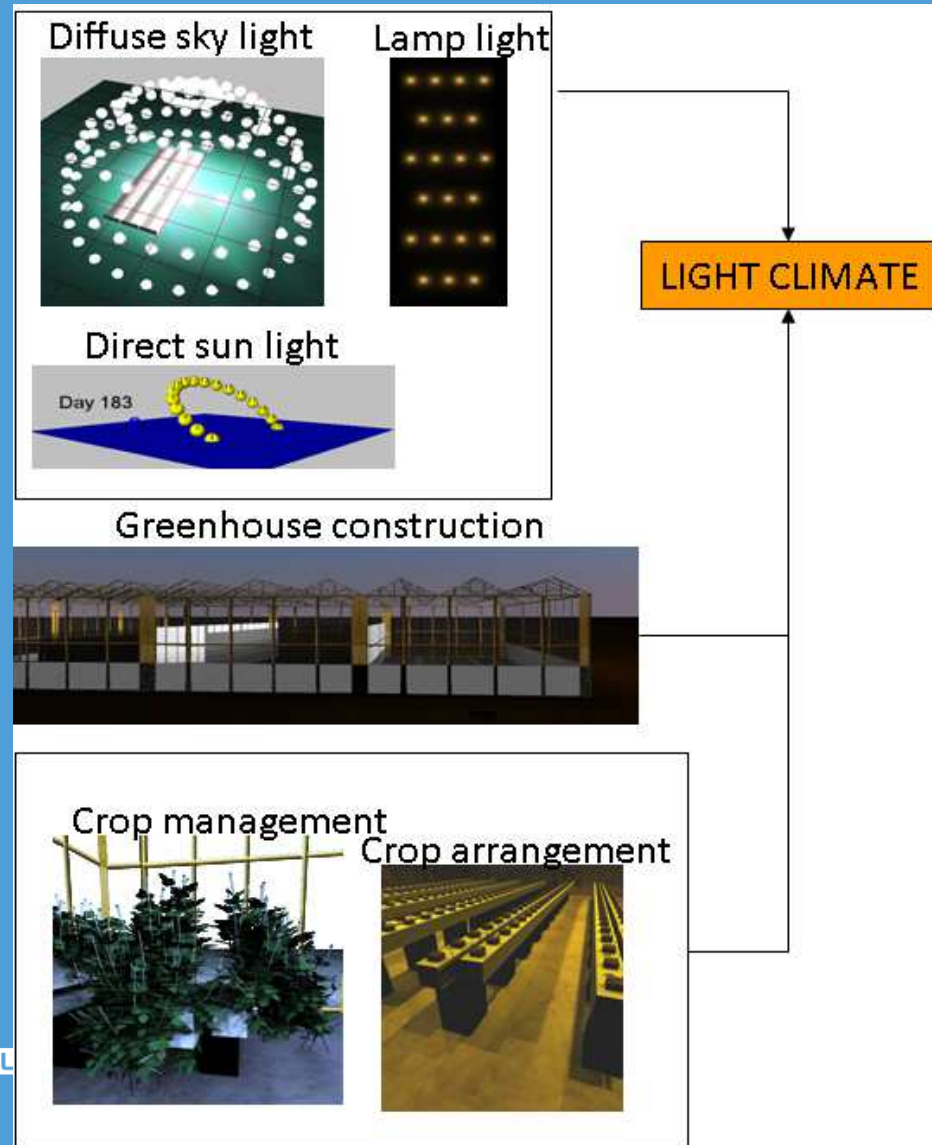 Diffuse sky light
Lamp light
Direct sun light
Day 183
LIGHT CLIMATE
Greenhouse construction
Crop management
Crop arrangement